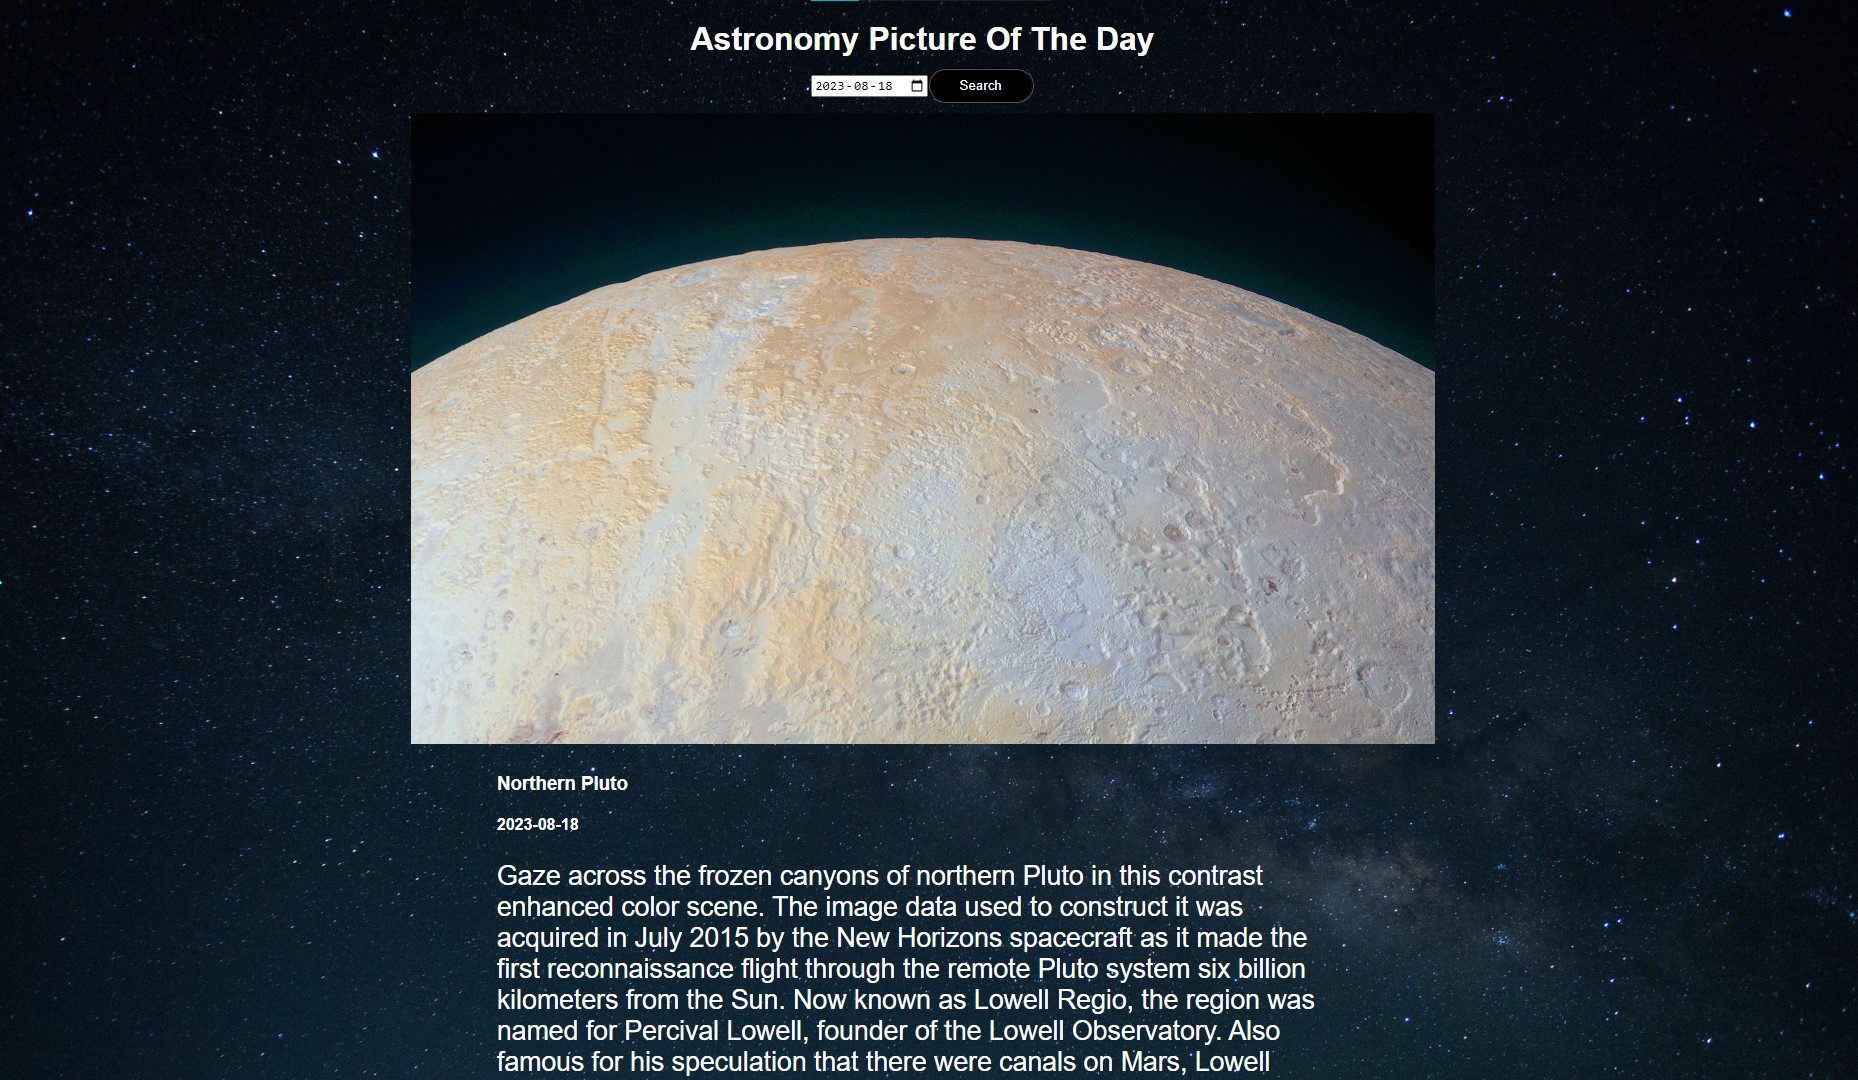 Astronomy Picture Of The Day
2023-08-18
Search
Northern Pluto
2023-08-18
Gaze across the frozen canyons of northern Pluto in this contrast
enhanced color scene. The image data used to construct it was
acquired in July 2015 by the New Horizons spacecraft as it made the
first reconnaissance flight through the remote Pluto system six billion
kilometers from the Sun. Now known as Lowell Regio, the region was
named for Percival Lowell, founder of the Lowell Observatory. Also
famous for his speculation that there were canals on Mars, Lowell